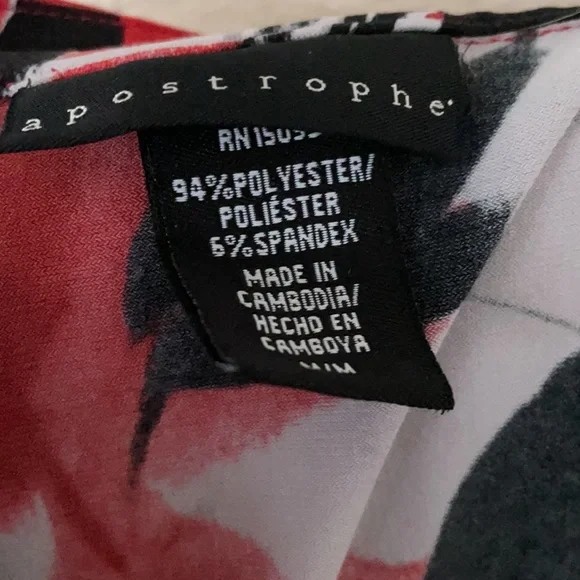 apostrophe
94%POLYESTER/
POLIÉSTER
6%SPANDEX
MADE IN
CAMBODIA/
HECHO EN
CAMBOYA
M/M